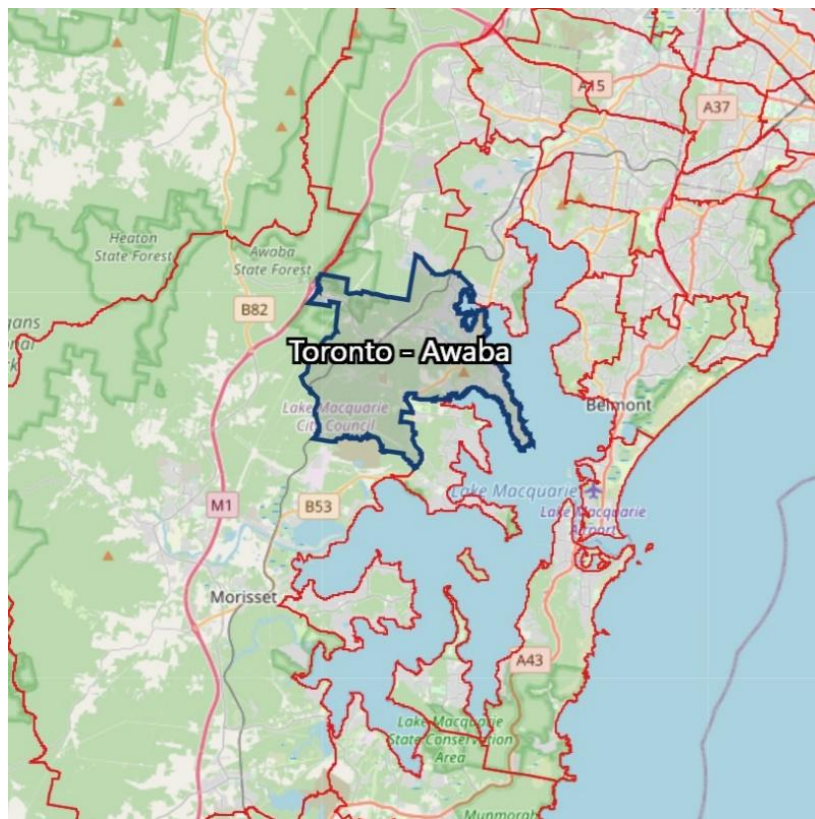 A15
A37
Heaton
State Forest
Awaba
State Forest
B82
Toronto - Awaba
Lake Macquarie
City Council
Belmont
M1
B53
Lake Macquarie
Lake Macquarie
Airport
Morisset
A43
Lake Macquarie
State Conservation
Area